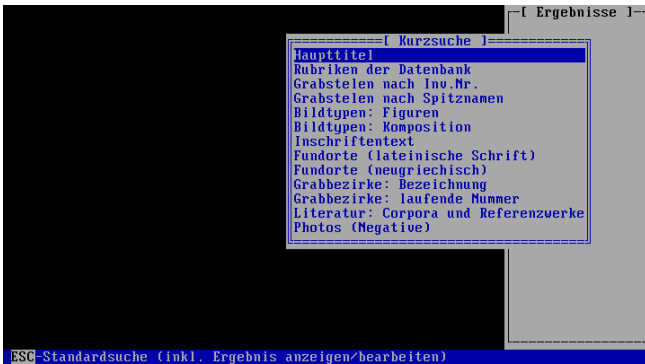 [ Ergebnisse ]
[ Kurzsuche ]
Haupttitel
Rubriken der Datenbank
Grabstelen nach Inv.Nr.
Grabstelen nach Spitznamen
Bildtypen: Figuren
Bildtypen: Komposition
Inschriftentext
Fundorte (lateinische Schrift)
Fundorte (neugriechisch)
Grabbezirke: Bezeichnung
Grabbezirke: laufende Nummer
Literatur: Corpora und Referenzwerke
Photos (Negative)
ESC-Standardsuche (inkl. Ergebnis anzeigen/bearbeiten)